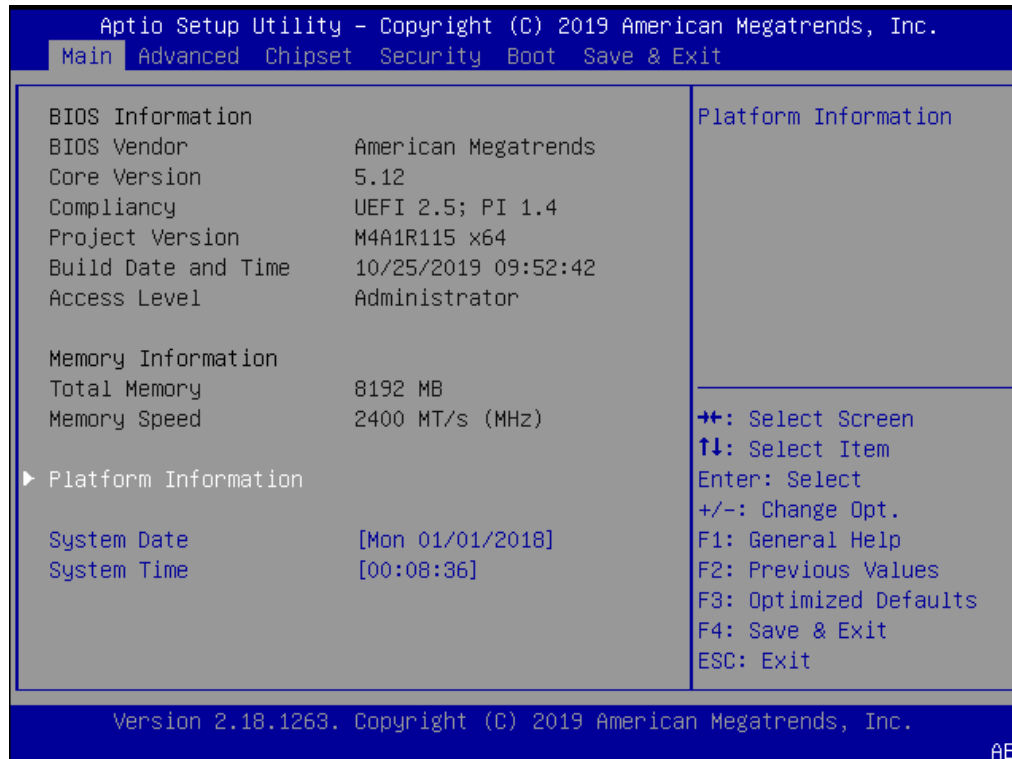 Aptio Setup Utility – Copyright (C) 2019 American Megatrends, Inc.
Main Advanced Chipset Security Boot Save & Exit
BIOS Information
BIOS Vendor American Megatrends
Core Version 5.12
Compliancy UEFI 2.5; PI 1.4
Project Version M4A1R115 x64
Build Date and Time 10/25/2019 09:52:42
Access Level Administrator
Memory Information
Total Memory 8192 MB
Memory Speed 2400 MT/s (MHz)
▶ Platform Information
System Date [Mon 01/01/2018]
System Time [00:08:36]
Platform Information
→←: Select Screen
↑↓: Select Item
Enter: Select
+/-: Change Opt.
F1: General Help
F2: Previous Values
F3: Optimized Defaults
F4: Save & Exit
ESC: Exit
Version 2.18.1263. Copyright (C) 2019 American Megatrends, Inc.